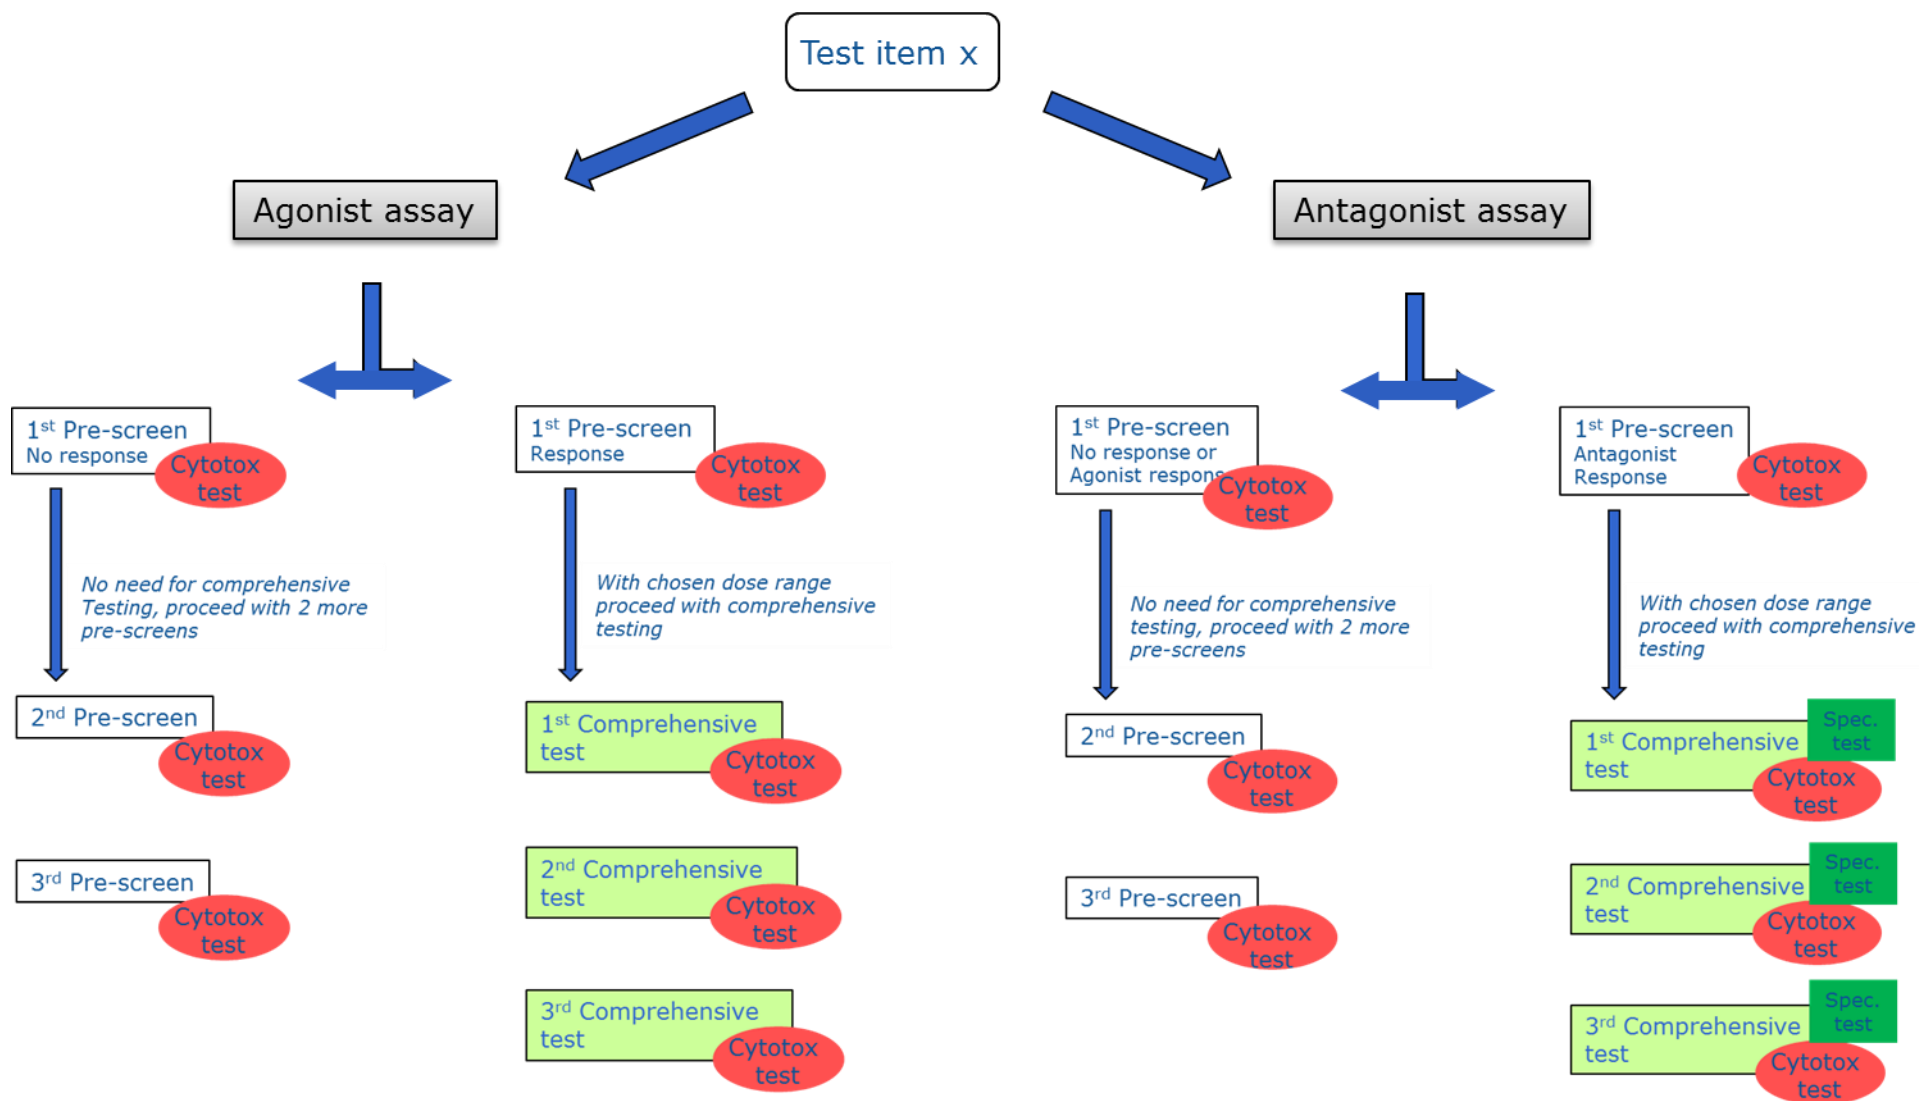 Test item x
Agonist assay
Antagonist assay
1st Pre-screen
No response
Cytotox
test
1st Pre-screen
Response
Cytotox
test
1st Pre-screen
No response or
Agonist respons
Cytotox
test
1st Pre-screen
Antagonist
Response
Cytotox
test
No need for comprehensive
Testing, proceed with 2 more
pre-screens
With chosen dose range
proceed with comprehensive
testing
No need for comprehensive
testing, proceed with 2 more
pre-screens
With chosen dose range
proceed with comprehensive
testing
2nd Pre-screen
Cytotox
test
1st Comprehensive
test
Cytotox
test
2nd Pre-screen
Cytotox
test
1st Comprehensive
test
Spec.
test
Cytotox
test
3rd Pre-screen
Cytotox
test
2nd Comprehensive
test
Cytotox
test
3rd Pre-screen
Cytotox
test
2nd Comprehensive
test
Spec.
test
Cytotox
test
3rd Comprehensive
test
Cytotox
test
3rd Comprehensive
test
Spec.
test
Cytotox
test